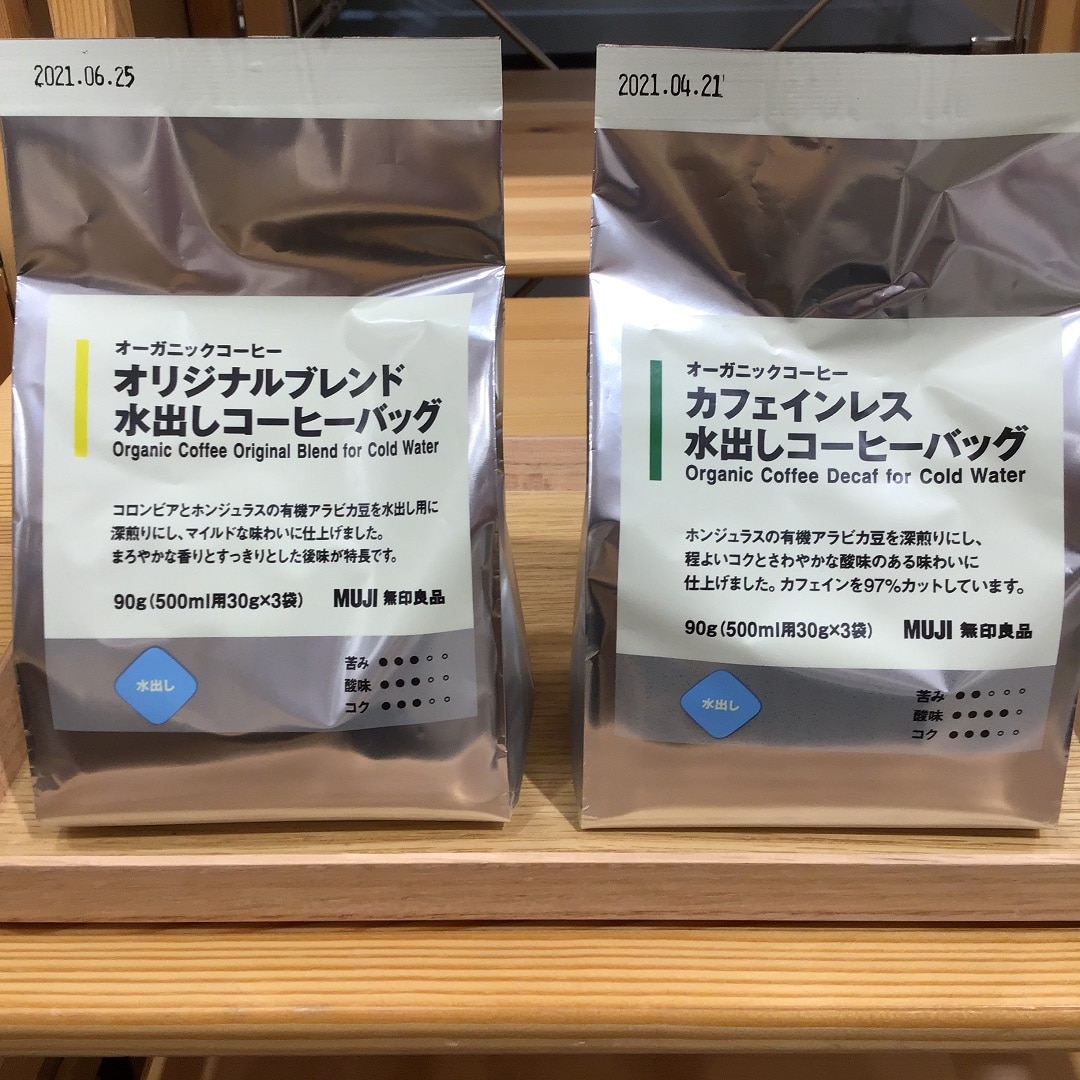 2021.06.25
オーガニックコーヒー
オリジナルブレンド
水出しコーヒーバッグ
Organic Coffee Original Blend for Cold Water
コロンビアとホンジュラスの有機アラビカ豆を水出し用に
深煎りにし、マイルドな味わいに仕上げました。
まろやかな香りとすっきりとした後味が特長です。
90g(500ml用30g×3袋) MUJI 無印良品
水出し
苦み ●●●○○
酸味 ●●●○○
コク ●●●○○
2021.04.21
オーガニックコーヒー
カフェインレス
水出しコーヒーバッグ
Organic Coffee Decaf for Cold Water
ホンジュラスの有機アラビカ豆を深煎りにし、
程よいコクとさわやかな酸味のある味わいに
仕上げました。カフェインを97%カットしています。
90g(500ml用30g×3袋) MUJI 無印良品
水出し
苦み ●●○○○
酸味 ●●●●○
コク ●●●○○